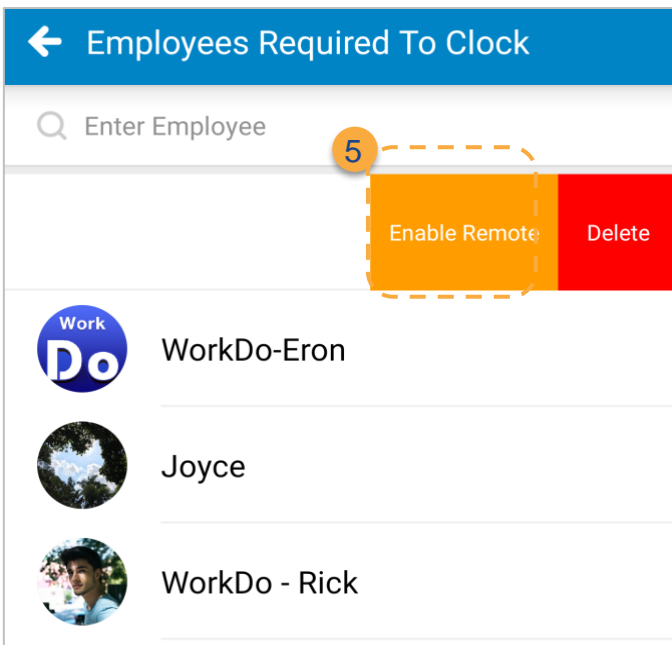 Employees Required To Clock
Enter Employee
5
Enable Remote
Delete
Work
Do
WorkDo-Eron
Joyce
WorkDo - Rick